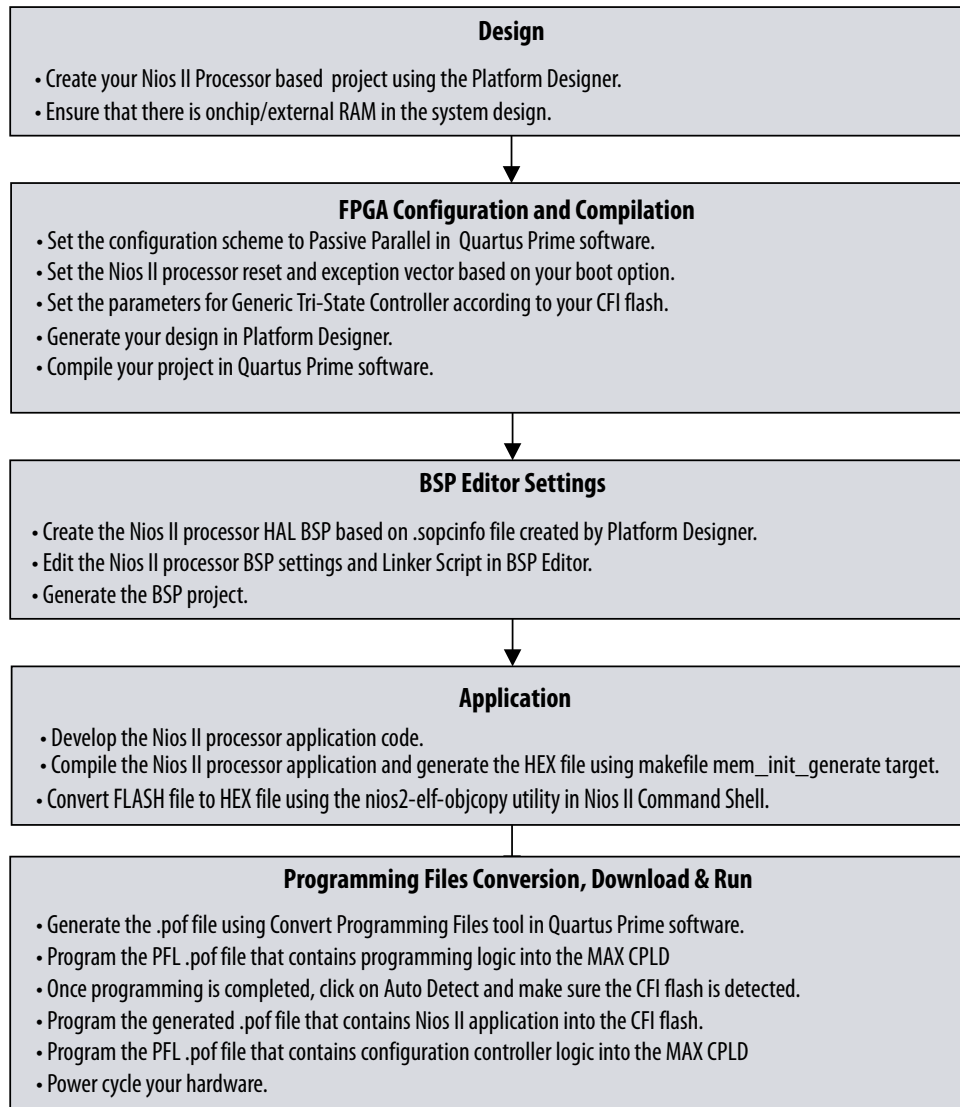 Design
• Create your Nios II Processor based project using the Platform Designer.
• Ensure that there is onchip/external RAM in the system design.
FPGA Configuration and Compilation
• Set the configuration scheme to Passive Parallel in Quartus Prime software.
• Set the Nios II processor reset and exception vector based on your boot option.
• Set the parameters for Generic Tri-State Controller according to your CFI flash.
• Generate your design in Platform Designer.
• Compile your project in Quartus Prime software.
BSP Editor Settings
• Create the Nios II processor HAL BSP based on .sopcinfo file created by Platform Designer.
• Edit the Nios II processor BSP settings and Linker Script in BSP Editor.
• Generate the BSP project.
Application
• Develop the Nios II processor application code.
• Compile the Nios II processor application and generate the HEX file using makefile mem_init_generate target.
• Convert FLASH file to HEX file using the nios2-elf-objcopy utility in Nios II Command Shell.
Programming Files Conversion, Download & Run
• Generate the .pof file using Convert Programming Files tool in Quartus Prime software.
• Program the PFL .pof file that contains programming logic into the MAX CPLD
• Once programming is completed, click on Auto Detect and make sure the CFI flash is detected.
• Program the generated .pof file that contains Nios II application into the CFI flash.
• Program the PFL .pof file that contains configuration controller logic into the MAX CPLD
• Power cycle your hardware.